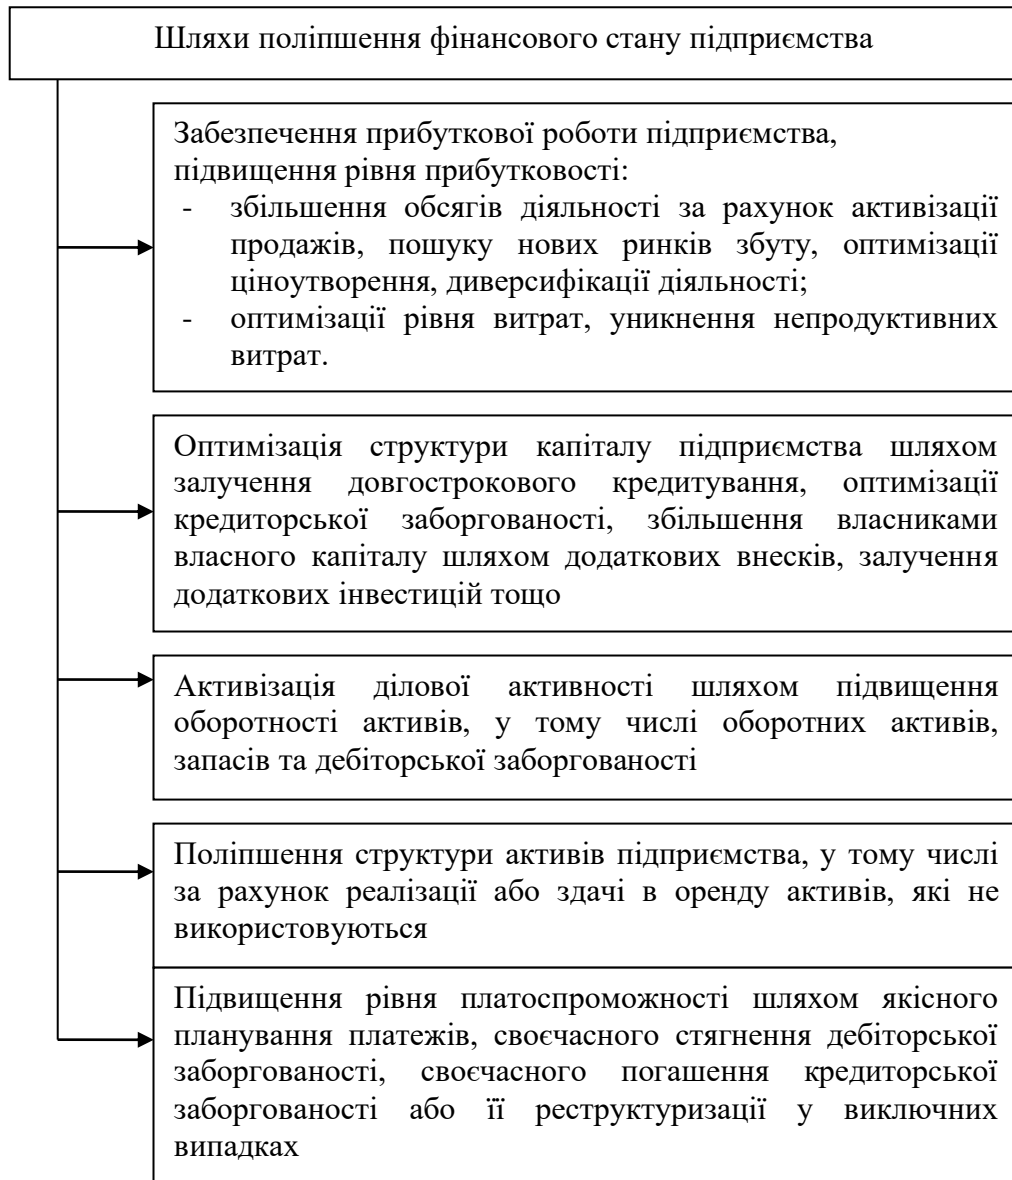 Шляхи поліпшення фінансового стану підприємства
Забезпечення прибуткової роботи підприємства,
підвищення рівня прибутковості:
- збільшення обсягів діяльності за рахунок активізації
продажів, пошуку нових ринків збуту, оптимізації
ціноутворення, диверсифікації діяльності;
- оптимізації рівня витрат, уникнення непродуктивних
витрат.
Оптимізація структури капіталу підприємства шляхом
залучення довгострокового кредитування, оптимізації
кредиторської заборгованості, збільшення власниками
власного капіталу шляхом додаткових внесків, залучення
додаткових інвестицій тощо
Активізація ділової активності шляхом підвищення
оборотності активів, у тому числі оборотних активів,
запасів та дебіторської заборгованості
Поліпшення структури активів підприємства, у тому числі
за рахунок реалізації або здачі в оренду активів, які не
використовуються
Підвищення рівня платоспроможності шляхом якісного
планування платежів, своєчасного стягнення дебіторської
заборгованості, своєчасного погашення кредиторської
заборгованості або її реструктуризації у виключних
випадках